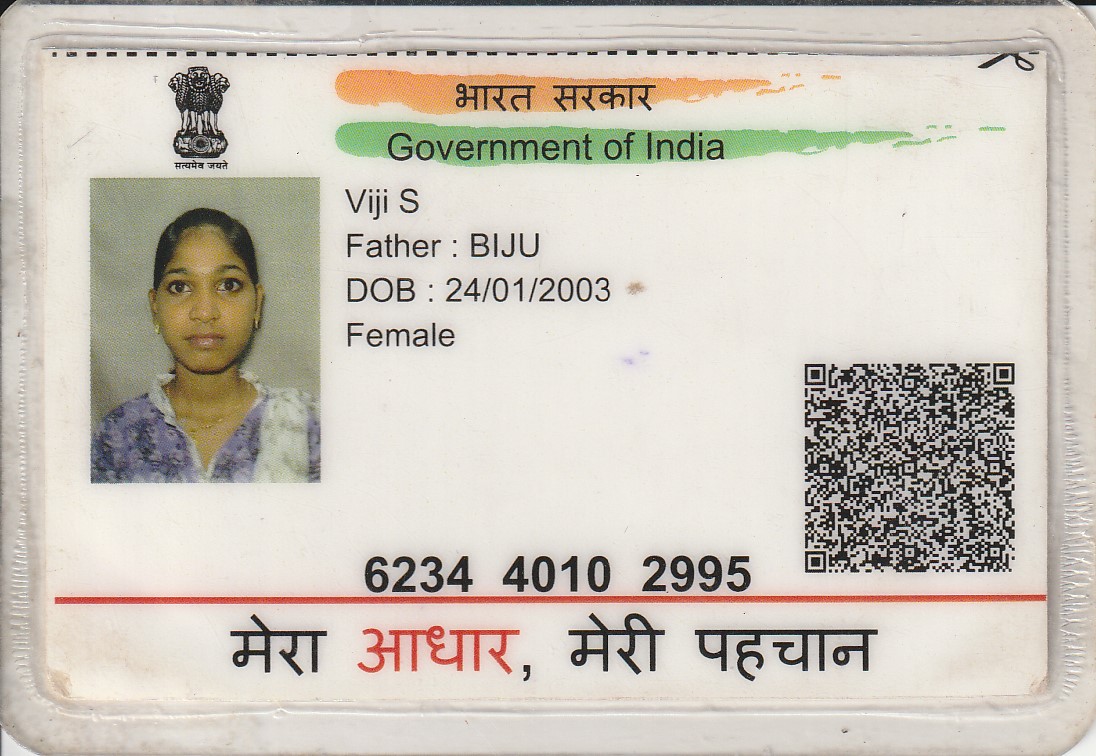 भारत सरकार
Government of India
सत्यमेव जयते
Viji S
Father : BIJU
DOB : 24/01/2003
Female
6234 4010 2995
मेरा आधार, मेरी पहचान